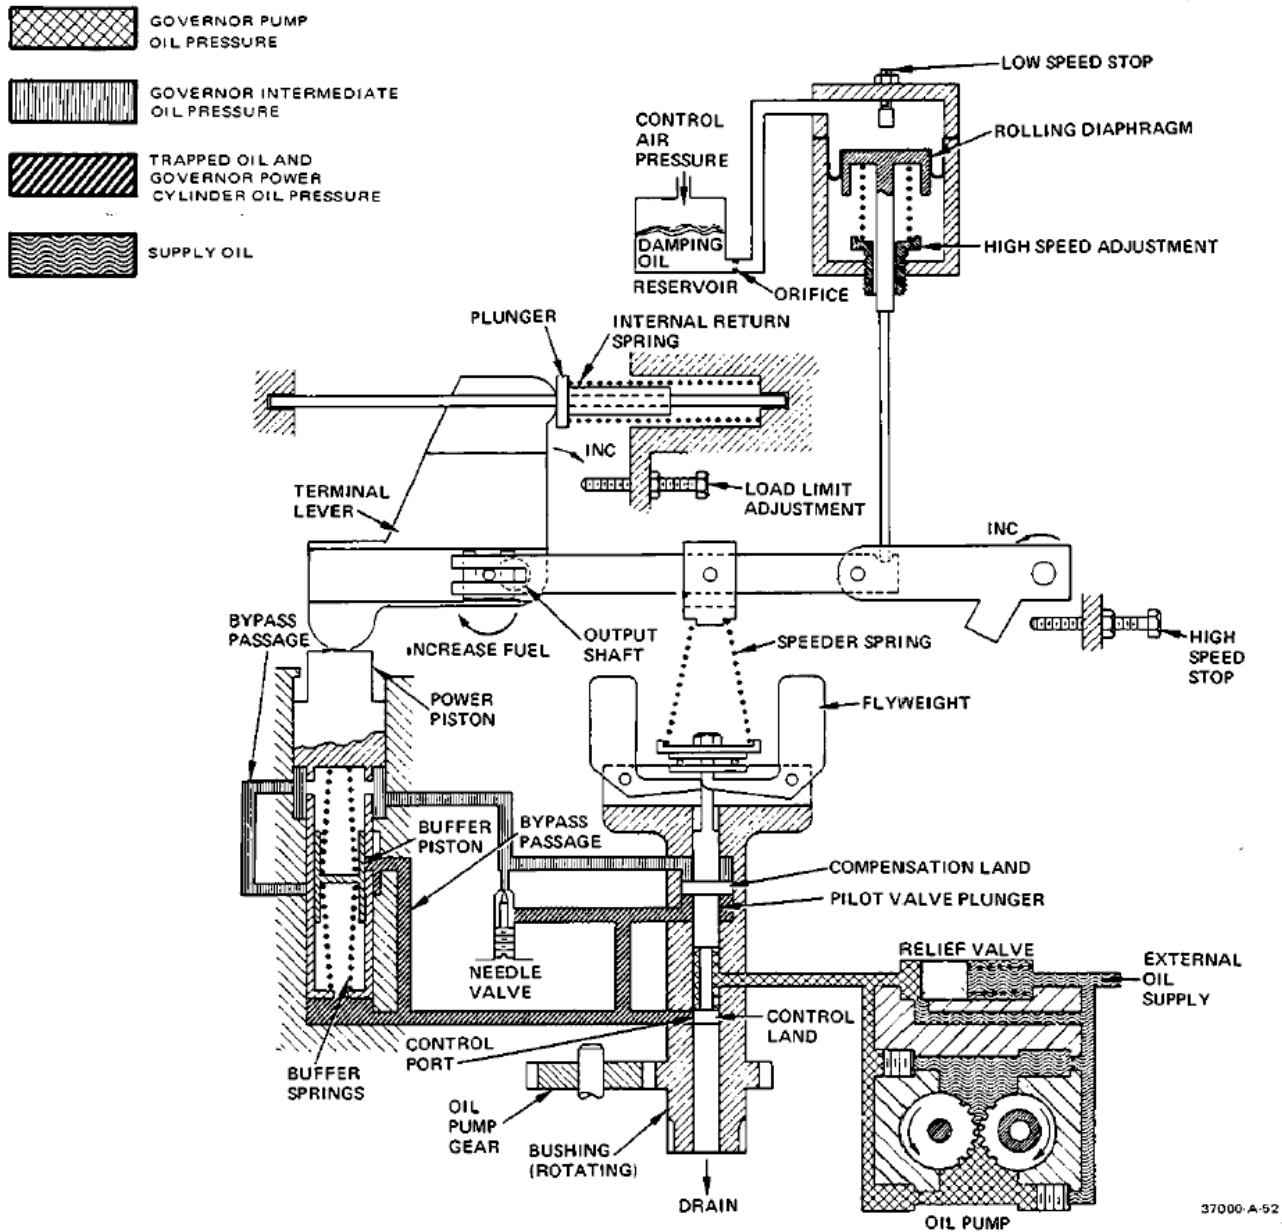 GOVERNOR PUMP
OIL PRESSURE
GOVERNOR INTERMEDIATE
OIL PRESSURE
TRAPPED OIL AND
GOVERNOR POWER
CYLINDER OIL PRESSURE
SUPPLY OIL
LOW SPEED STOP
CONTROL
AIR
PRESSURE
ROLLING DIAPHRAGM
DAMPING
OIL
HIGH SPEED ADJUSTMENT
RESERVOIR
ORIFICE
PLUNGER
INTERNAL RETURN
SPRING
INC
TERMINAL
LEVER
LOAD LIMIT
ADJUSTMENT
INC
BYPASS
PASSAGE
INCREASE FUEL
OUTPUT
SHAFT
SPEEDER SPRING
HIGH
SPEED
STOP
POWER
PISTON
FLYWEIGHT
BUFFER
PISTON
BYPASS
PASSAGE
COMPENSATION LAND
PILOT VALVE PLUNGER
RELIEF VALVE
EXTERNAL
OIL
SUPPLY
NEEDLE
VALVE
CONTROL
LAND
CONTROL
PORT
BUFFER
SPRINGS
OIL
PUMP
GEAR
BUSHING
(ROTATING)
DRAIN
OIL PUMP
37000-A-52